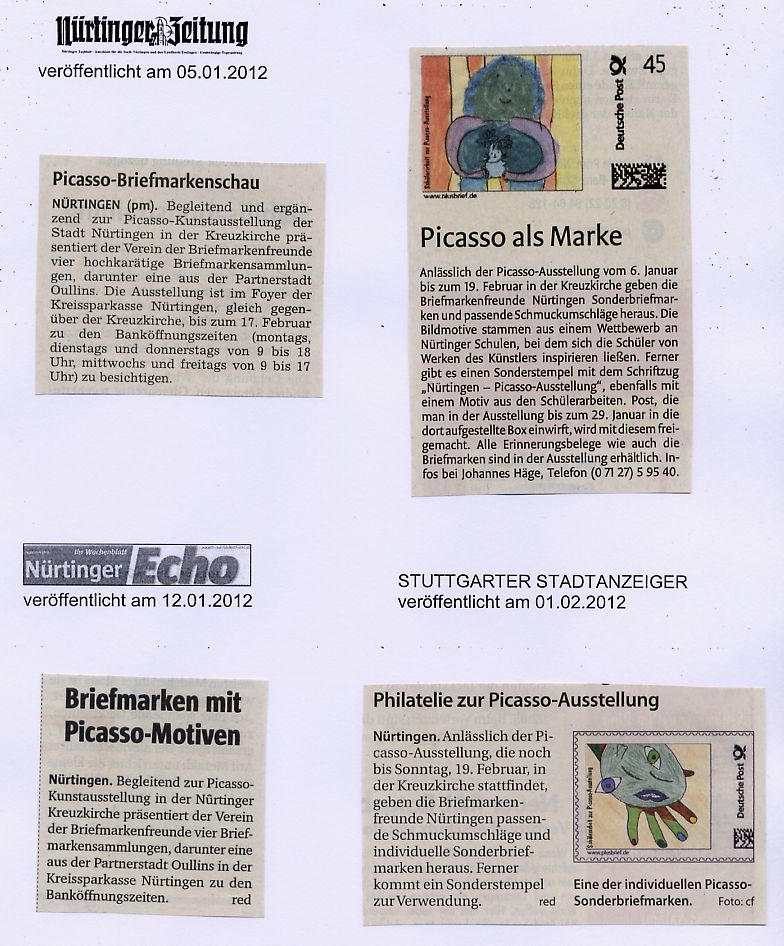 Nürtinger Zeitung
veröffentlicht am 05.01.2012
Picasso-Briefmarkenschau
NÜRTINGEN (pm). Begleitend und ergän-
zend zur Picasso-Kunstausstellung der
Stadt Nürtingen in der Kreuzkirche prä-
sentiert der Verein der Briefmarkenfreunde
vier hochkarätige Briefmarkensammlun-
gen, darunter eine aus der Partnerstadt
Oullins. Die Ausstellung ist im Foyer der
Kreissparkasse Nürtingen, gleich gegen-
über der Kreuzkirche, bis zum 17. Februar
zu den Banköffnungszeiten (montags,
dienstags und donnerstags von 9 bis 18
Uhr, mittwochs und freitags von 9 bis 17
Uhr) zu besichtigen.
Schülerarbeit zur Picasso-Ausstellung
Deutsche Post
45
www.plusbrief.de
Picasso als Marke
Anlässlich der Picasso-Ausstellung vom 6. Januar
bis zum 19. Februar in der Kreuzkirche geben die
Briefmarkenfreunde Nürtingen Sonderbriefmar-
ken und passende Schmuckumschläge heraus. Die
Bildmotive stammen aus einem Wettbewerb an
Nürtinger Schulen, bei dem sich die Schüler von
Werken des Künstlers inspirieren ließen. Ferner
gibt es einen Sonderstempel mit dem Schriftzug
„Nürtingen – Picasso-Ausstellung“, ebenfalls mit
einem Motiv aus den Schülerarbeiten. Post, die
man in der Ausstellung bis zum 29. Januar in die
dort aufgestellte Box einwirft, wird mit diesem frei-
gemacht. Alle Erinnerungsbelege wie auch die
Briefmarken sind in der Ausstellung erhältlich. In-
fos bei Johannes Häge, Telefon (0 71 27) 5 95 40.
Ihr Wochenblatt
Nürtinger Echo
veröffentlicht am 12.01.2012
Briefmarken mit
Picasso-Motiven
Nürtingen. Begleitend zur Picasso-
Kunstausstellung in der Nürtinger
Kreuzkirche präsentiert der Verein
der Briefmarkenfreunde vier Brief-
markensammlungen, darunter eine
aus der Partnerstadt Oullins in der
Kreissparkasse Nürtingen zu den
Banköffnungszeiten. red
STUTTGARTER STADTANZEIGER
veröffentlicht am 01.02.2012
Philatelie zur Picasso-Ausstellung
Nürtingen. Anlässlich der Pi-
casso-Ausstellung, die noch
bis Sonntag, 19. Februar, in
der Kreuzkirche stattfindet,
geben die Briefmarken-
freunde Nürtingen passen-
de Schmuckumschläge und
individuelle Sonderbrief-
marken heraus. Ferner
kommt ein Sonderstempel
zur Verwendung. red
Schülerarbeit zur Picasso-Ausstellung
Deutsche Post
www.plusbrief.de
Eine der individuellen Picasso-
Sonderbriefmarken. Foto: cf